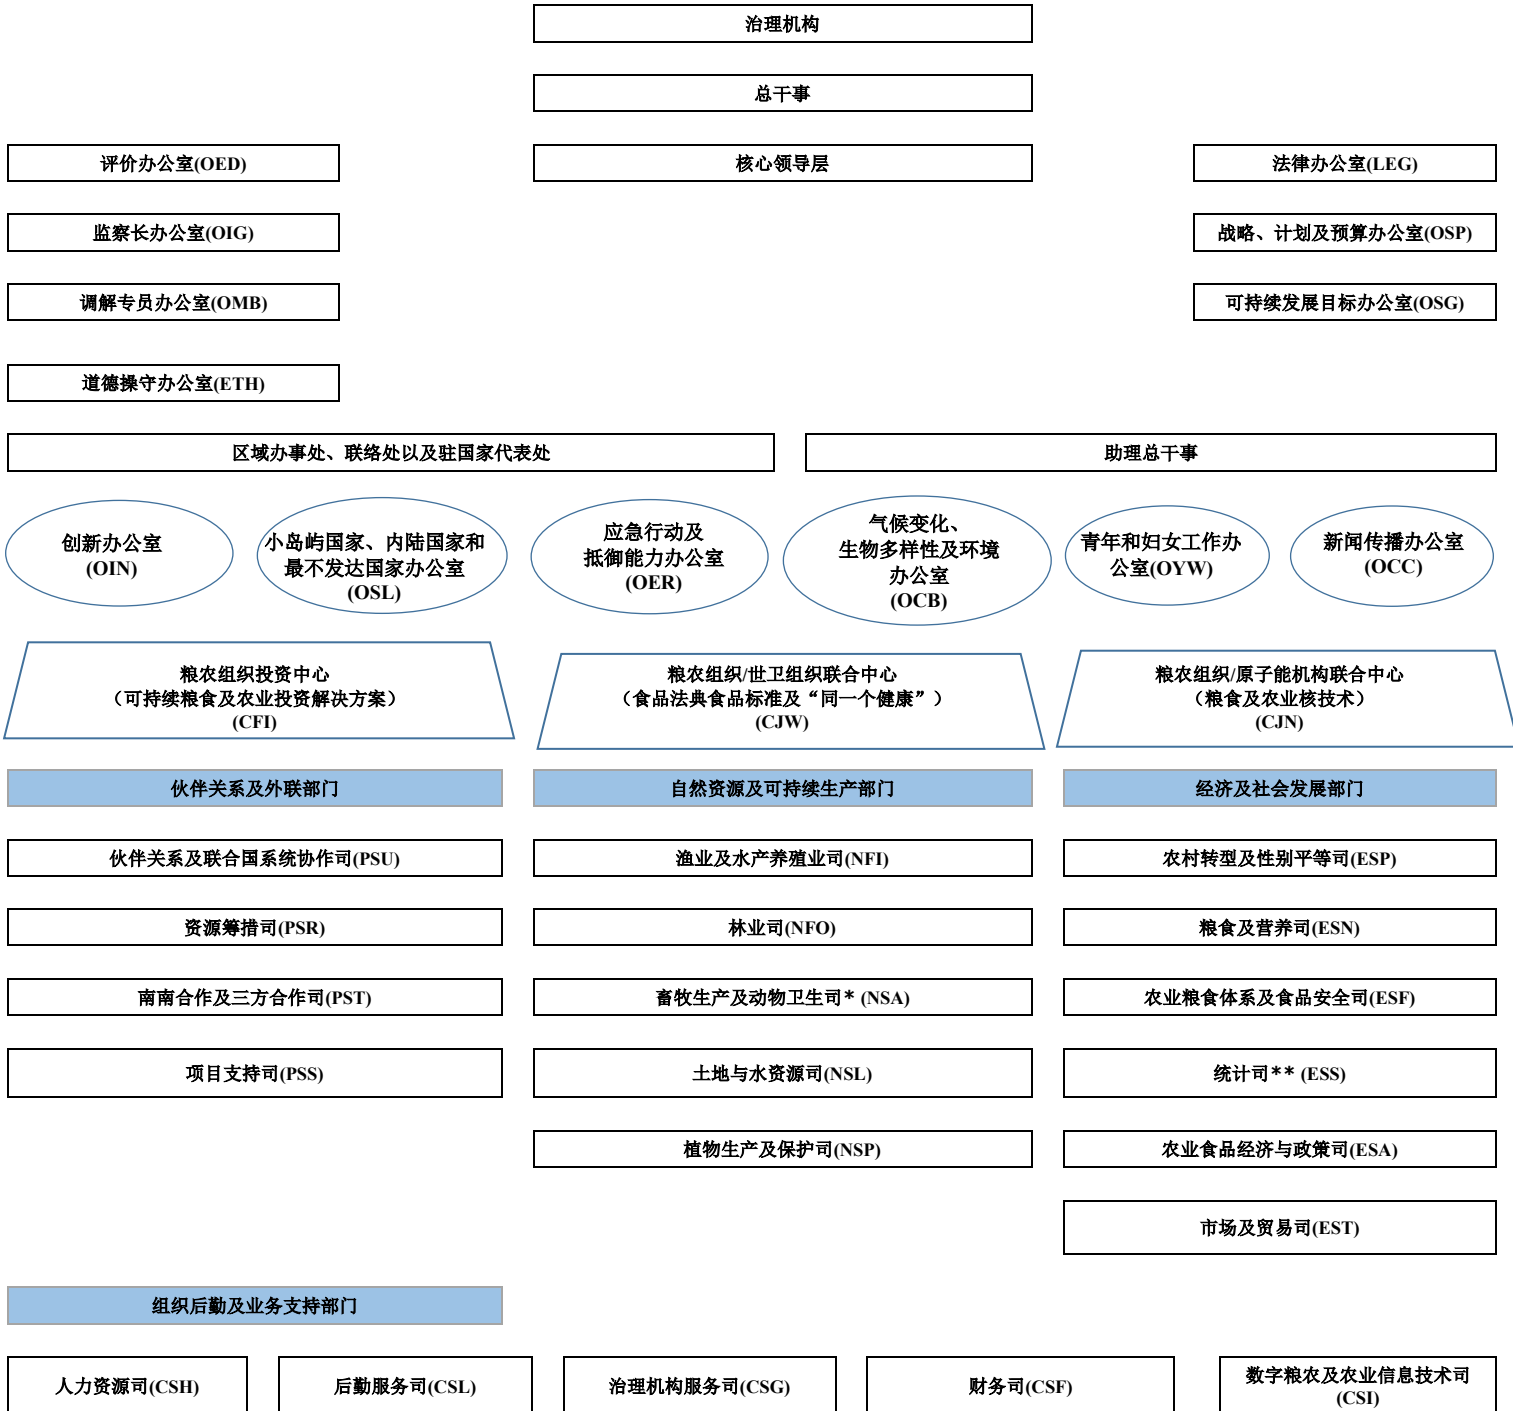 治理机构
总干事
评价办公室(OED)
核心领导层
法律办公室(LEG)
监察长办公室(OIG)
战略、计划及预算办公室(OSP)
调解专员办公室(OMB)
可持续发展目标办公室(OSG)
道德操守办公室(ETH)
区域办事处、联络处以及驻国家代表处
助理总干事
创新办公室
(OIN)
小岛屿国家、内陆国家和
最不发达国家办公室
(OSL)
应急行动及
抵御能力办公室
(OER)
气候变化、
生物多样性及环境
办公室
(OCB)
青年和妇女工作办
公室(OYW)
新闻传播办公室
(OCC)
粮农组织投资中心
（可持续粮食及农业投资解决方案）
(CFI)
粮农组织/世卫组织联合中心
（食品法典食品标准及“同一个健康”）
(CJW)
粮农组织/原子能机构联合中心
（粮食及农业核技术）
(CJN)
伙伴关系及外联部门
自然资源及可持续生产部门
经济及社会发展部门
伙伴关系及联合国系统协作司(PSU)
渔业及水产养殖业司(NFI)
农村转型及性别平等司(ESP)
资源筹措司(PSR)
林业司(NFO)
粮食及营养司(ESN)
南南合作及三方合作司(PST)
畜牧生产及动物卫生司* (NSA)
农业粮食体系及食品安全司(ESF)
项目支持司(PSS)
土地与水资源司(NSL)
统计司** (ESS)
植物生产及保护司(NSP)
农业食品经济与政策司(ESA)
市场及贸易司(EST)
组织后勤及业务支持部门
人力资源司(CSH)
后勤服务司(CSL)
治理机构服务司(CSG)
财务司(CSF)
数字粮农及农业信息技术司
(CSI)